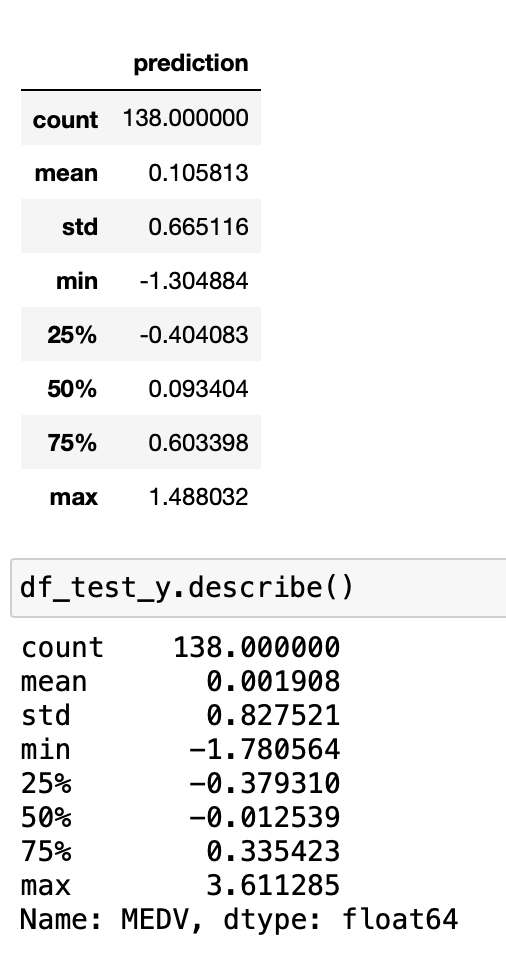 prediction
count 138.000000
mean 0.105813
std 0.665116
min -1.304884
25% -0.404083
50% 0.093404
75% 0.603398
max 1.488032
df_test_y.describe()
count 138.000000
mean 0.001908
std 0.827521
min -1.780564
25% -0.379310
50% -0.012539
75% 0.335423
max 3.611285
Name: MEDV, dtype: float64